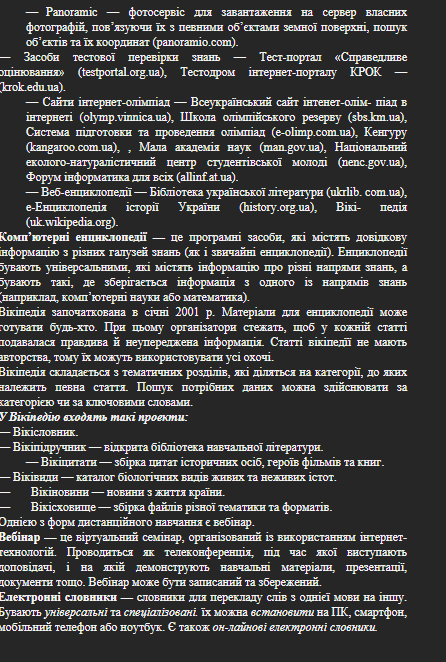 — Panoramic — фотосервіс для завантаження на сервер власних
фотографій, пов’язуючи їх з певними об’єктами земної поверхні, пошук
об’єктів та їх координат (panoramio.com).
— Засоби тестової перевірки знань — Тест-портал «Справедливе
оцінювання» (testportal.org.ua), Тестодром інтернет-порталу КРОК —
(krok.edu.ua).
— Сайти інтернет-олімпіад — Всеукраїнський сайт інтенет-олім- піад в
інтернеті (olymp.vinnica.ua), Школа олімпійського резерву (sbs.km.ua),
Система підготовки та проведення олімпіад (e-olimp.com.ua), Кенгуру
(kangaroo.com.ua), , Мала академія наук (man.gov.ua), Національний
еколого-натуралістичний центр студентівської молоді (nenc.gov.ua),
Форум інформатика для всіх (allinf.at.ua).
— Веб-енциклопедії — Бібліотека української літератури (ukrlib. com.ua),
е-Енциклопедія історії України (history.org.ua), Вікі- педія
(uk.wikipedia.org).
Комп’ютерні енциклопедії — це програмні засоби, які містять довідкову
інформацію з різних галузей знань (як і звичайні енциклопедії). Енциклопедії
бувають універсальними, які містять інформацію про різні напрями знань, а
бувають такі, де зберігається інформація з одного із напрямів знань
(наприклад, комп’ютерні науки або математика).
Вікіпедія започаткована в січні 2001 р. Матеріали для енциклопедії може
готувати будь-хто. При цьому організатори стежать, щоб у кожній статті
подавалася правдива й неупереджена інформація. Статті вікіпедії не мають
авторства, тому їх можуть використовувати усі охочі.
Вікіпедія складається з тематичних розділів, які діляться на категорії, до яких
належить певна стаття. Пошук потрібних даних можна здійснювати за
категорією чи за ключовими словами.
У Вікіпедію входять такі проекти:
— Вікісловник.
— Вікіпідручник — відкрита бібліотека навчальної літератури.
— Вікіцитати — збірка цитат історичних осіб, героїв фільмів та книг.
— Віківиди — каталог біологічних видів живих та неживих істот.
— Вікіновини — новини з життя країни.
— Вікісховище — збірка файлів різної тематики та форматів.
Однією з форм дистанційного навчання є вебінар.
Вебінар — це віртуальний семінар, організований із використанням інтернет-
технологій. Проводиться як телеконференція, під час якої виступають
доповідачі, і на якій демонструють навчальні матеріали, презентації,
документи тощо. Вебінар може бути записаний та збережений.
Електронні словники — словники для перекладу слів з однієї мови на іншу.
Бувають універсальні та спеціалізовані. їх можна встановити на ПК, смартфон,
мобільний телефон або ноутбук. Є також он-лайнові електронні словники.